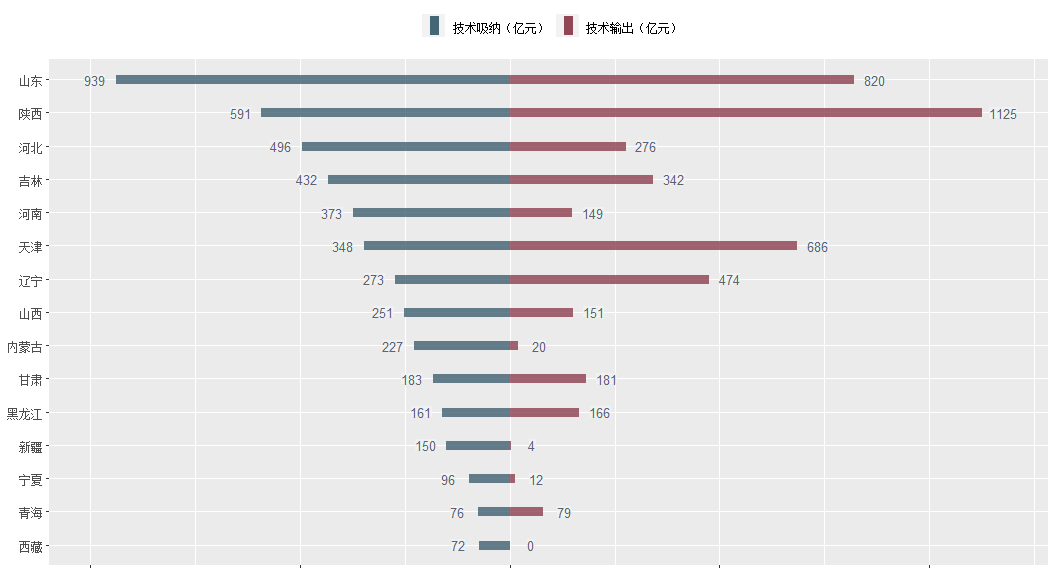 技术吸纳（亿元） 技术输出（亿元）
山东 939 820
陕西 591 1125
河北 496 276
吉林 432 342
河南 373 149
天津 348 686
辽宁 273 474
山西 251 151
内蒙古 227 20
甘肃 183 181
黑龙江 161 166
新疆 150 4
宁夏 96 12
青海 76 79
西藏 72 0